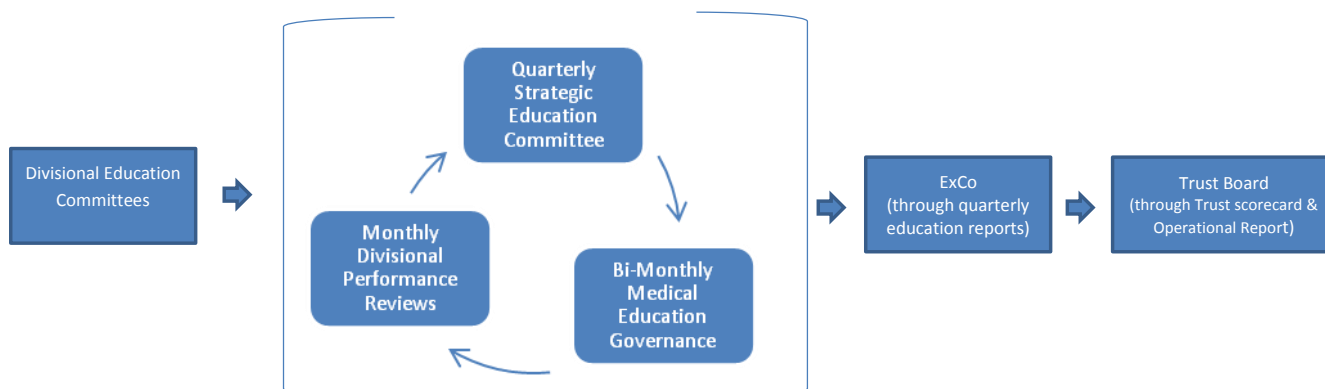 Divisional Education
Committees
Quarterly
Strategic
Education
Committee
Monthly
Divisional
Performance
Reviews
Bi-Monthly
Medical
Education
Governance
ExCo
(through quarterly
education reports)
Trust Board
(through Trust scorecard &
Operational Report)